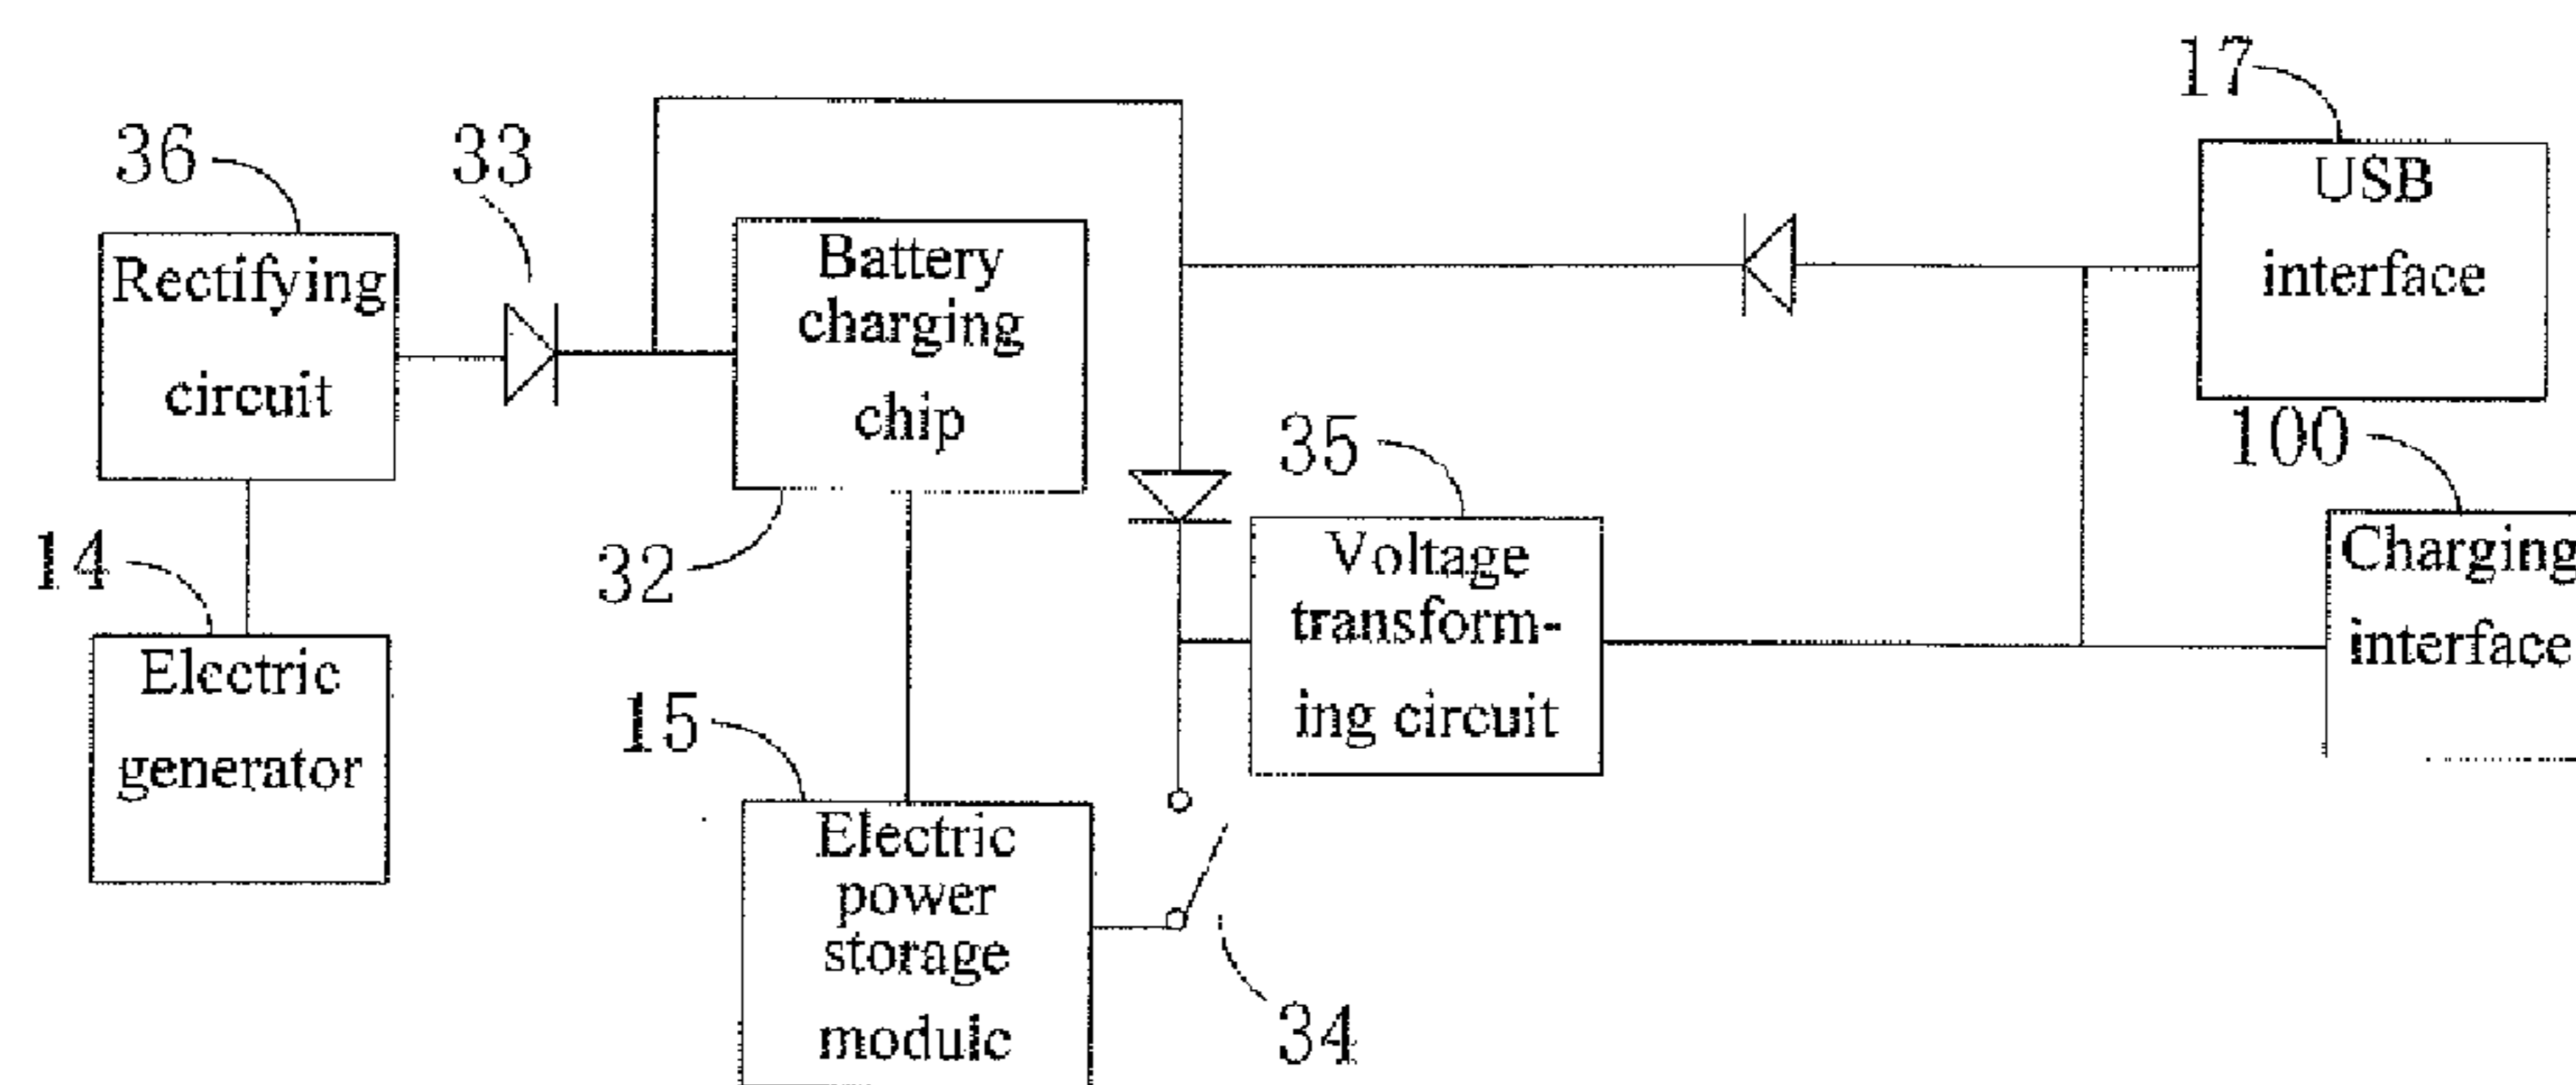 17
36
33
USB
interface
Rectifying
circuit
Battery
charging
chip
35
100
14
32
Voltage
transform-
ing circuit
Charging
interface
Electric
generator
15
Electric
power
storage
module
34